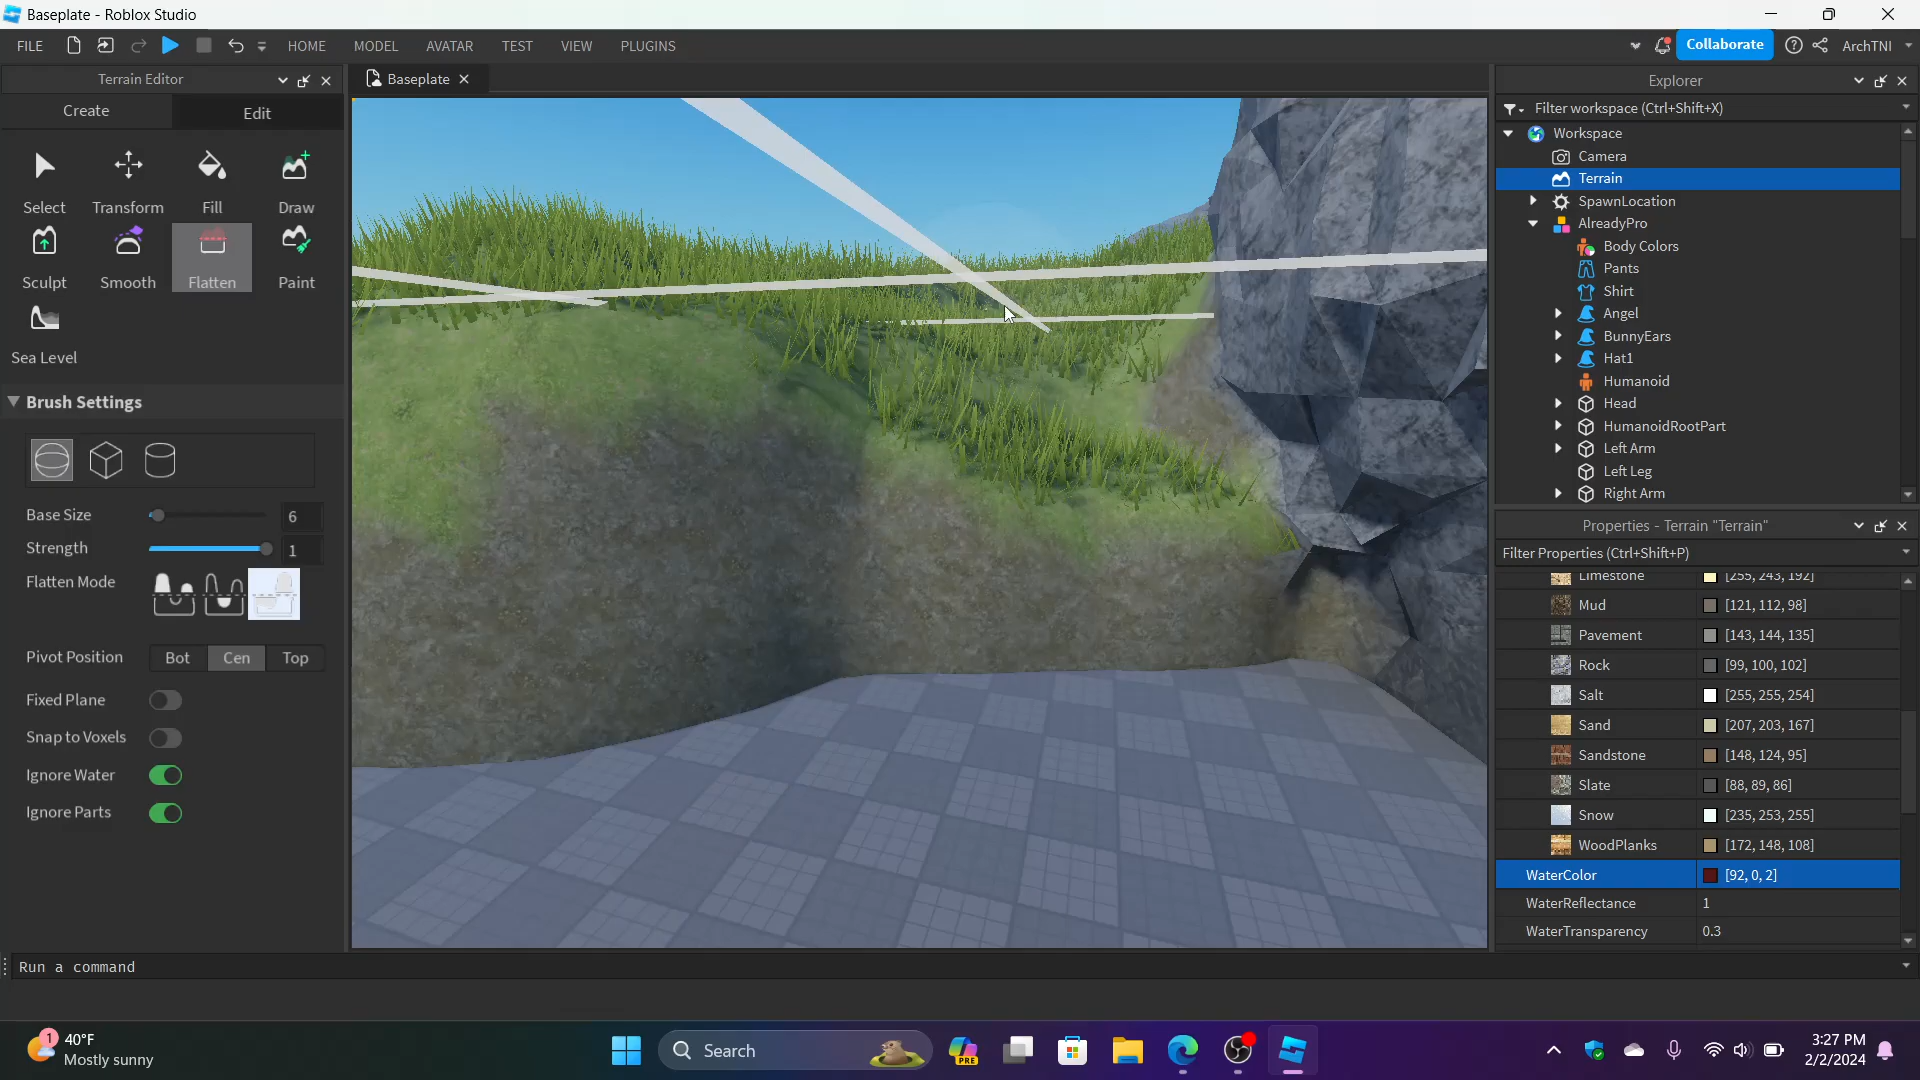 Baseplate - Roblox Studio
FILE
HOME
MODEL
AVATAR
TEST
VIEW
PLUGINS
Collaborate
ArchTNI
Terrain Editor
Create
Edit
Select
Transform
Fill
Draw
Sculpt
Smooth
Flatten
Paint
Sea Level
Brush Settings
Base Size
6
Strength
1
Flatten Mode
Pivot Position
Bot
Cen
Top
Fixed Plane
Snap to Voxels
Ignore Water
Ignore Parts
Baseplate
Explorer
Filter workspace (Ctrl+Shift+X)
Workspace
Camera
Terrain
SpawnLocation
AlreadyPro
Body Colors
Pants
Shirt
Angel
BunnyEars
Hat1
Humanoid
Head
HumanoidRootPart
Left Arm
Left Leg
Right Arm
Properties - Terrain "Terrain"
Filter Properties (Ctrl+Shift+P)
Limestone [255, 243, 192]
Mud [121, 112, 98]
Pavement [143, 144, 135]
Rock [99, 100, 102]
Salt [255, 255, 254]
Sand [207, 203, 167]
Sandstone [148, 124, 95]
Slate [88, 89, 86]
Snow [235, 253, 255]
WoodPlanks [172, 148, 108]
WaterColor [92, 0, 2]
WaterReflectance 1
WaterTransparency 0.3
Run a command
1
40°F
Mostly sunny
Search
PRE
3:27 PM
2/2/2024